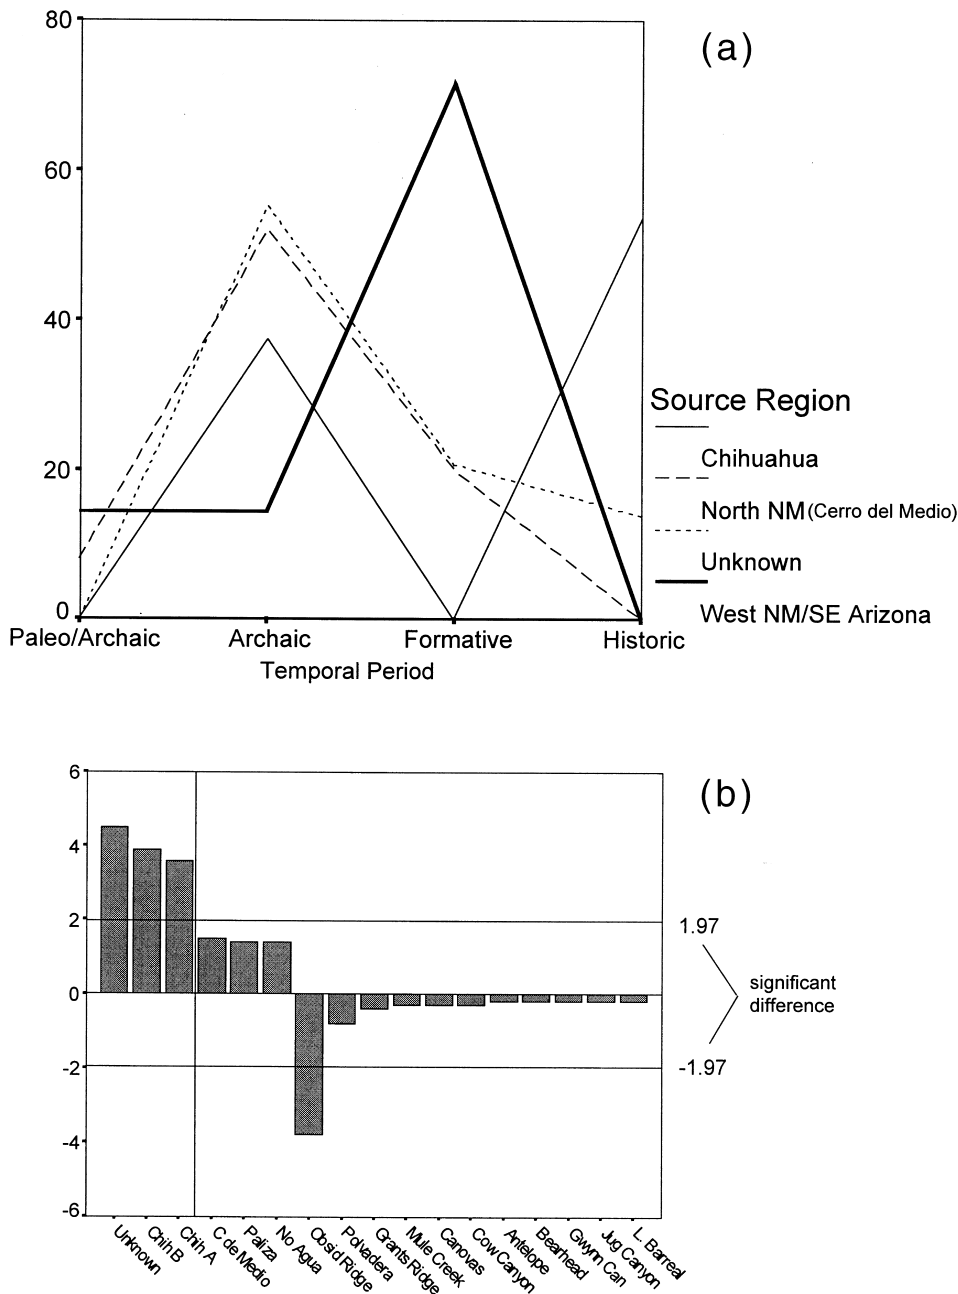 (a)
80
60
40
20
0
Paleo/Archaic Archaic Formative Historic
Temporal Period
Source Region
Chihuahua
North NM (Cerro del Medio)
Unknown
West NM/SE Arizona
(b)
6
4
2
0
-2
-4
-6
1.97
significant
difference
-1.97
Unknown
Chih B
Chih A
C de Medio
Paliza
No Agua
Obsid Ridge
Polvadera
Grants Ridge
Mule Creek
Canovas
Cow Canyon
Antelope
Bearhead
Gwynn Can
Jug Canyon
L. Barreal